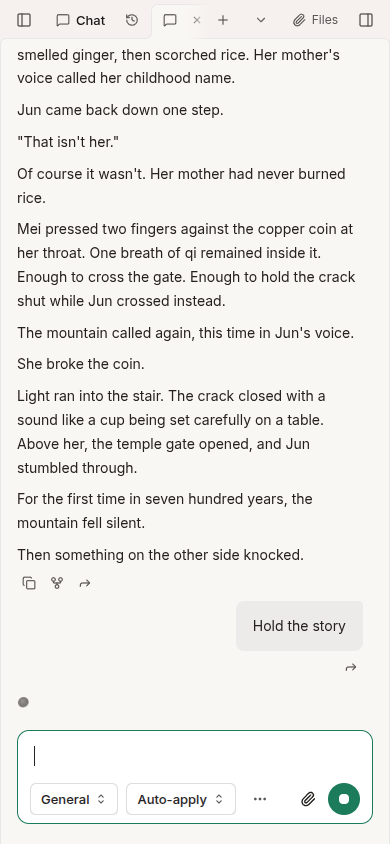 Chat
Files
smelled ginger, then scorched rice. Her mother's
voice called her childhood name.
Jun came back down one step.
"That isn't her."
Of course it wasn't. Her mother had never burned
rice.
Mei pressed two fingers against the copper coin at
her throat. One breath of qi remained inside it.
Enough to cross the gate. Enough to hold the crack
shut while Jun crossed instead.
The mountain called again, this time in Jun's voice.
She broke the coin.
Light ran into the stair. The crack closed with a
sound like a cup being set carefully on a table.
Above her, the temple gate opened, and Jun
stumbled through.
For the first time in seven hundred years, the
mountain fell silent.
Then something on the other side knocked.
Hold the story
General
Auto-apply